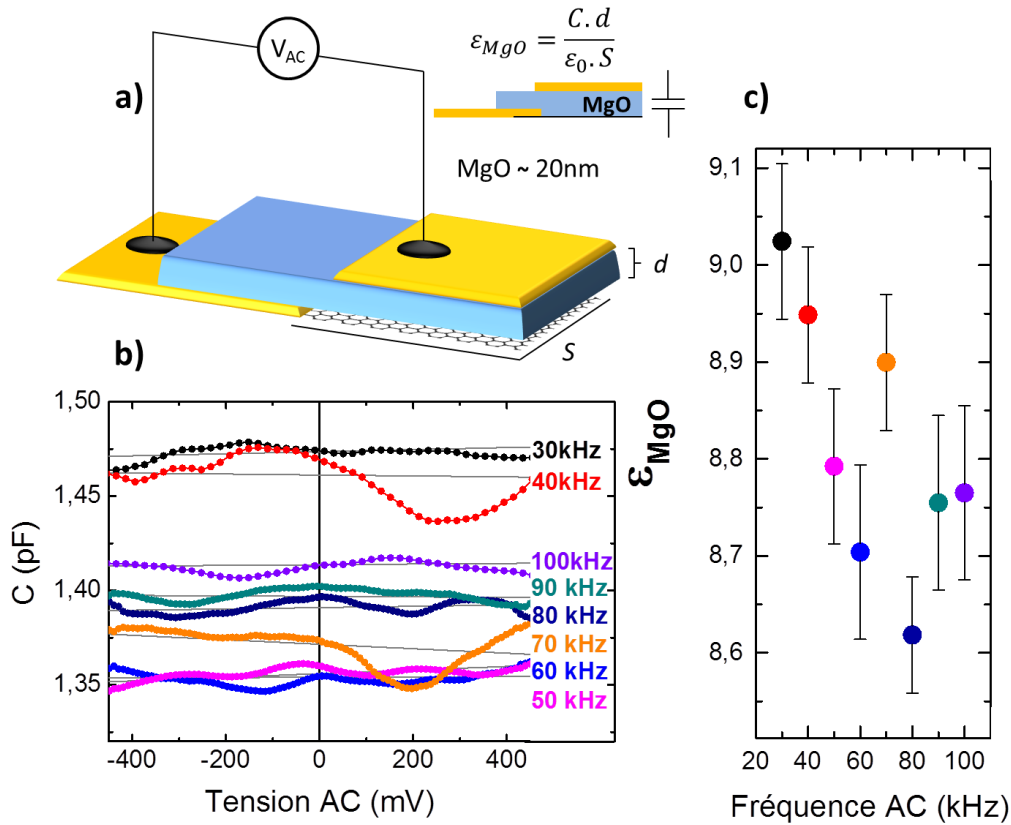 a)
V_AC
ε_MgO = C.d / ε₀.S
MgO
MgO ~ 20nm
d
S
b)
C (pF)
1,50
1,45
1,40
1,35
-400 -200 0 200 400
Tension AC (mV)
30kHz
40kHz
100kHz
90 kHz
80 kHz
70 kHz
60 kHz
50 kHz
c)
ε_MgO
9,1
9,0
8,9
8,8
8,7
8,6
20 40 60 80 100
Fréquence AC (kHz)